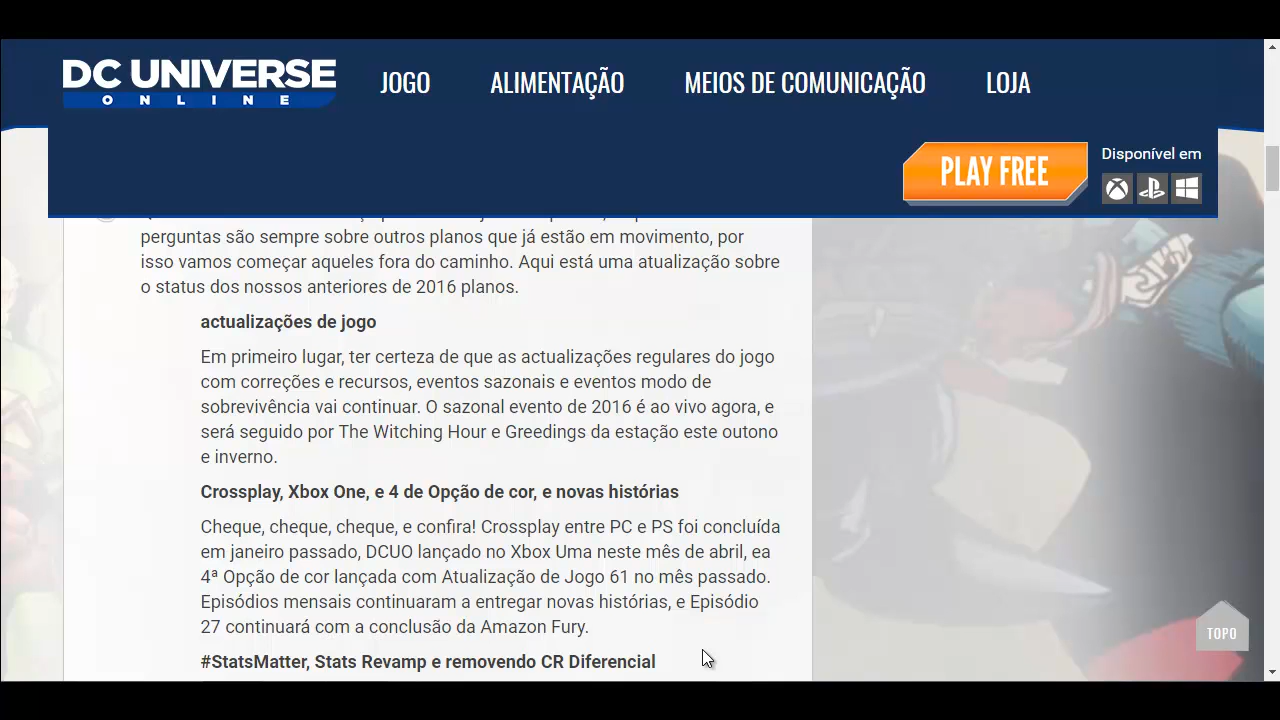 DC UNIVERSE
ONLINE
JOGO
ALIMENTAÇÃO
MEIOS DE COMUNICAÇÃO
LOJA
PLAY FREE
Disponível em
perguntas são sempre sobre outros planos que já estão em movimento, por
isso vamos começar aqueles fora do caminho. Aqui está uma atualização sobre
o status dos nossos anteriores de 2016 planos.
actualizações de jogo
Em primeiro lugar, ter certeza de que as actualizações regulares do jogo
com correções e recursos, eventos sazonais e eventos modo de
sobrevivência vai continuar. O sazonal evento de 2016 é ao vivo agora, e
será seguido por The Witching Hour e Greedings da estação este outono
e inverno.
Crossplay, Xbox One, e 4 de Opção de cor, e novas histórias
Cheque, cheque, cheque, e confira! Crossplay entre PC e PS foi concluída
em janeiro passado, DCUO lançado no Xbox Uma neste mês de abril, ea
4ª Opção de cor lançada com Atualização de Jogo 61 no mês passado.
Episódios mensais continuaram a entregar novas histórias, e Episódio
27 continuará com a conclusão da Amazon Fury.
#StatsMatter, Stats Revamp e removendo CR Diferencial
TOPO